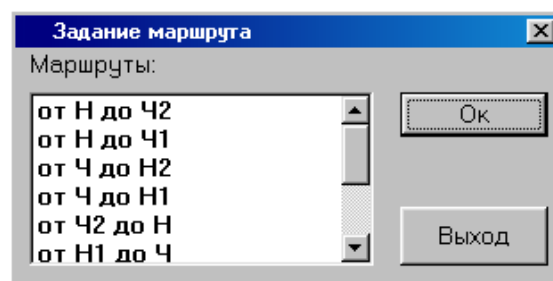 Задание маршрута
Маршруты:
от Н до Ч2
от Н до Ч1
от Ч до Н2
от Ч до Н1
от Ч2 до Н
от Н1 до Ч
Ок
Выход